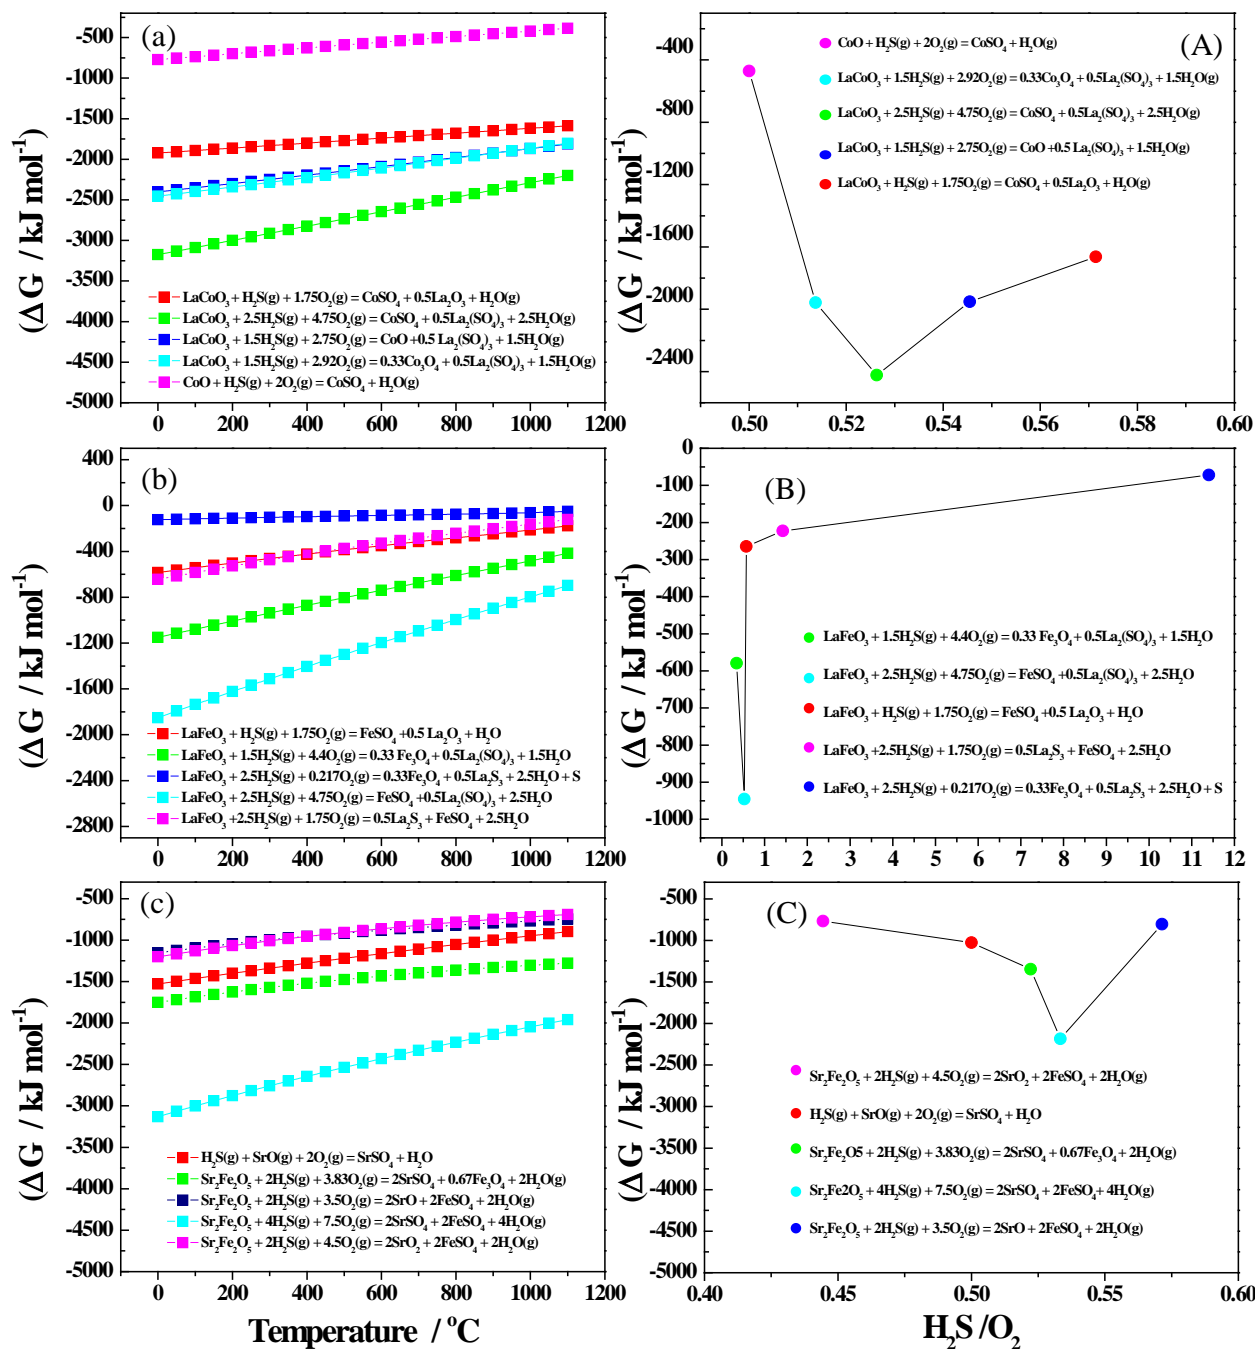 (a)
-500
-1000
-1500
-2000
-2500
-3000
-3500
-4000
-4500
-5000
(ΔG / kJ mol⁻¹)
LaCoO₃ + H₂S(g) + 1.75O₂(g) = CoSO₄ + 0.5La₂O₃ + H₂O(g)
LaCoO₃ + 2.5H₂S(g) + 4.75O₂(g) = CoSO₄ + 0.5La₂(SO₄)₃ + 2.5H₂O(g)
LaCoO₃ + 1.5H₂S(g) + 2.75O₂(g) = CoO +0.5 La₂(SO₄)₃ + 1.5H₂O(g)
LaCoO₃ + 1.5H₂S(g) + 2.92O₂(g) = 0.33Co₃O₄ + 0.5La₂(SO₄)₃ + 1.5H₂O(g)
CoO + H₂S(g) + 2O₂(g) = CoSO₄ + H₂O(g)
0 200 400 600 800 1000 1200
(A)
-400
-800
-1200
-1600
-2000
-2400
(ΔG / kJ mol⁻¹)
CoO + H₂S(g) + 2O₂(g) = CoSO₄ + H₂O(g)
LaCoO₃ + 1.5H₂S(g) + 2.92O₂(g) = 0.33Co₃O₄ + 0.5La₂(SO₄)₃ + 1.5H₂O(g)
LaCoO₃ + 2.5H₂S(g) + 4.75O₂(g) = CoSO₄ + 0.5La₂(SO₄)₃ + 2.5H₂O(g)
LaCoO₃ + 1.5H₂S(g) + 2.75O₂(g) = CoO +0.5 La₂(SO₄)₃ + 1.5H₂O(g)
LaCoO₃ + H₂S(g) + 1.75O₂(g) = CoSO₄ + 0.5La₂O₃ + H₂O(g)
0.50 0.52 0.54 0.56 0.58 0.60
(b)
400
0
-400
-800
-1200
-1600
-2000
-2400
-2800
(ΔG / kJ mol⁻¹)
LaFeO₃ + H₂S(g) + 1.75O₂(g) = FeSO₄ +0.5 La₂O₃ + H₂O
LaFeO₃ + 1.5H₂S(g) + 4.4O₂(g) = 0.33 Fe₃O₄ + 0.5La₂(SO₄)₃ + 1.5H₂O
LaFeO₃ + 2.5H₂S(g) + 0.217O₂(g) = 0.33Fe₃O₄ + 0.5La₂S₃ + 2.5H₂O + S
LaFeO₃ + 2.5H₂S(g) + 4.75O₂(g) = FeSO₄ +0.5La₂(SO₄)₃ + 2.5H₂O
LaFeO₃ +2.5H₂S(g) + 1.75O₂(g) = 0.5La₂S₃ + FeSO₄ + 2.5H₂O
0 200 400 600 800 1000 1200
(B)
0
-100
-200
-300
-400
-500
-600
-700
-800
-900
-1000
(ΔG / kJ mol⁻¹)
LaFeO₃ + 1.5H₂S(g) + 4.4O₂(g) = 0.33 Fe₃O₄ + 0.5La₂(SO₄)₃ + 1.5H₂O
LaFeO₃ + 2.5H₂S(g) + 4.75O₂(g) = FeSO₄ +0.5La₂(SO₄)₃ + 2.5H₂O
LaFeO₃ + H₂S(g) + 1.75O₂(g) = FeSO₄ +0.5 La₂O₃ + H₂O
LaFeO₃ +2.5H₂S(g) + 1.75O₂(g) = 0.5La₂S₃ + FeSO₄ + 2.5H₂O
LaFeO₃ + 2.5H₂S(g) + 0.217O₂(g) = 0.33Fe₃O₄ + 0.5La₂S₃ + 2.5H₂O + S
0 1 2 3 4 5 6 7 8 9 10 11 12
(c)
-500
-1000
-1500
-2000
-2500
-3000
-3500
-4000
-4500
-5000
(ΔG / kJ mol⁻¹)
H₂S(g) + SrO(g) + 2O₂(g) = SrSO₄ + H₂O
Sr₂Fe₂O₅ + 2H₂S(g) + 3.83O₂(g) = 2SrSO₄ + 0.67Fe₃O₄ + 2H₂O(g)
Sr₂Fe₂O₅ + 2H₂S(g) + 3.5O₂(g) = 2SrO + 2FeSO₄ + 2H₂O(g)
Sr₂Fe₂O₅ + 4H₂S(g) + 7.5O₂(g) = 2SrSO₄ + 2FeSO₄ + 4H₂O(g)
Sr₂Fe₂O₅ + 2H₂S(g) + 4.5O₂(g) = 2SrO₂ + 2FeSO₄ + 2H₂O(g)
0 200 400 600 800 1000 1200
Temperature / °C
(C)
-500
-1000
-1500
-2000
-2500
-3000
-3500
-4000
-4500
-5000
(ΔG / kJ mol⁻¹)
Sr₂Fe₂O₅ + 2H₂S(g) + 4.5O₂(g) = 2SrO₂ + 2FeSO₄ + 2H₂O(g)
H₂S(g) + SrO(g) + 2O₂(g) = SrSO₄ + H₂O
Sr₂Fe₂O5 + 2H₂S(g) + 3.83O₂(g) = 2SrSO₄ + 0.67Fe₃O₄ + 2H₂O(g)
Sr₂Fe2O₅ + 4H₂S(g) + 7.5O₂(g) = 2SrSO₄ + 2FeSO₄ + 4H₂O(g)
Sr₂Fe₂O₅ + 2H₂S(g) + 3.5O₂(g) = 2SrO + 2FeSO₄ + 2H₂O(g)
0.40 0.45 0.50 0.55 0.60
H₂S /O₂